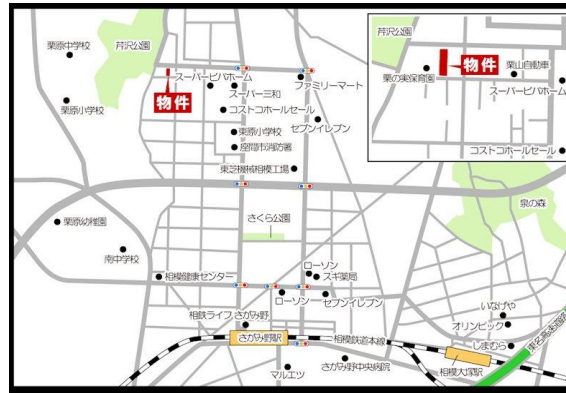 栗原中学校
芹沢公園
スーパービバホーム
ファミリーマート
スーパー三和
栗原小学校
物件
コストコホールセール
セブンイレブン
東原小学校
座間市消防署
東芝機械相模工場
さくら公園
栗原幼稚園
南中学校
相模健康センター
ローソン
スギ薬局
ローソン
セブンイレブン
相鉄ライフ さがみ野
さがみ野駅
相模鉄道本線
マルエツ
さがみ野中央病院
相模大塚駅
いなげや
オリンピック
しまむら
泉の森
芹沢公園
物件
栗の実保育園
栗山自動車
スーパービバホーム
コストコホールセール